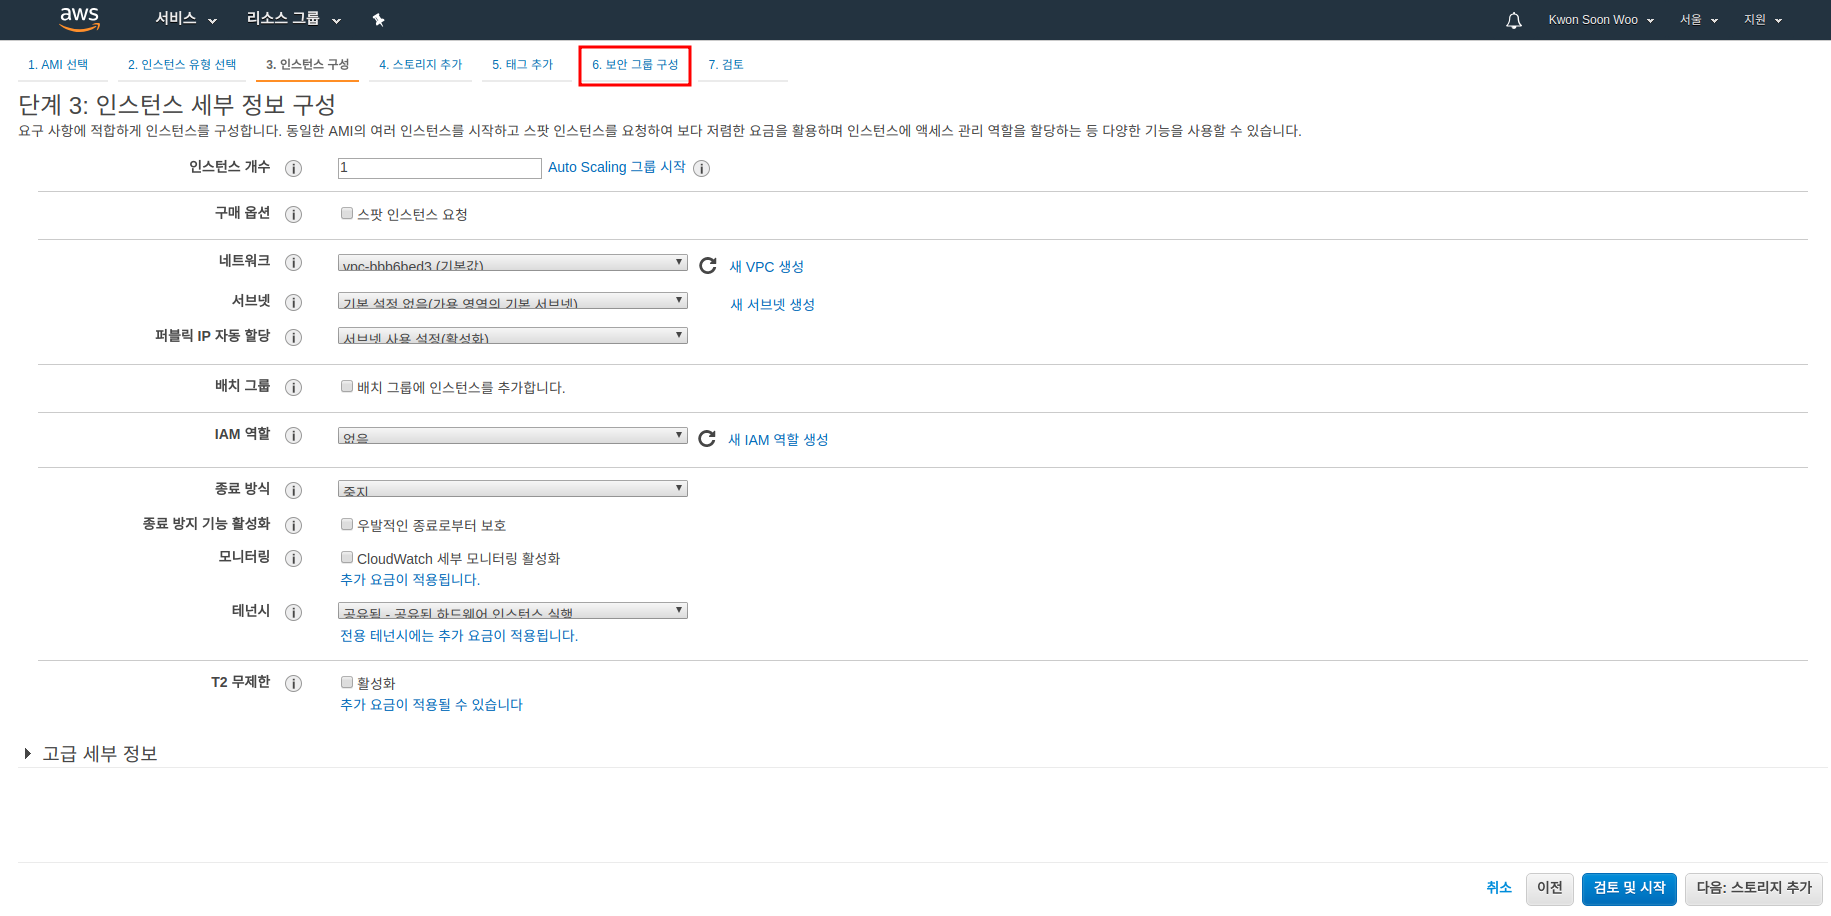 aws 서비스 리소스 그룹 Kwon Soon Woo 서울 지원
1. AMI 선택 2. 인스턴스 유형 선택 3. 인스턴스 구성 4. 스토리지 추가 5. 태그 추가 6. 보안 그룹 구성 7. 검토
단계 3: 인스턴스 세부 정보 구성
요구 사항에 적합하게 인스턴스를 구성합니다. 동일한 AMI의 여러 인스턴스를 시작하고 스팟 인스턴스를 요청하여 보다 저렴한 요금을 활용하며 인스턴스에 액세스 관리 역할을 할당하는 등 다양한 기능을 사용할 수 있습니다.
인스턴스 개수 i 1 Auto Scaling 그룹 시작 i
구매 옵션 i 스팟 인스턴스 요청
네트워크 i vpc-bbb6bed3 (기본값) 새 VPC 생성
서브넷 i 기본 설정 없음(가용 영역의 기본 서브넷) 새 서브넷 생성
퍼블릭 IP 자동 할당 i 서브넷 사용 설정(활성화)
배치 그룹 i 배치 그룹에 인스턴스를 추가합니다.
IAM 역할 i 없음 새 IAM 역할 생성
종료 방식 i 중지
종료 방지 기능 활성화 i 우발적인 종료로부터 보호
모니터링 i CloudWatch 세부 모니터링 활성화
추가 요금이 적용됩니다.
테넌시 i 공유됨 - 공유된 하드웨어 인스턴스 실행
전용 테넌시에는 추가 요금이 적용됩니다.
T2 무제한 i 활성화
추가 요금이 적용될 수 있습니다
고급 세부 정보
취소 이전 검토 및 시작 다음: 스토리지 추가